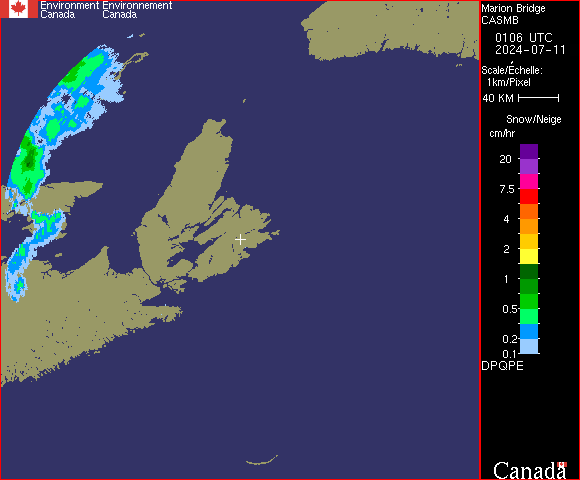 Environment Environnement
Canada Canada
Marion Bridge
CASMB
0106 UTC
2024-07-11
Scale/Échelle:
1km/Pixel
40 KM
Snow/Neige
cm/hr
20
7.5
4
2
1
0.5
0.2
0.1
DPQPE
Canada